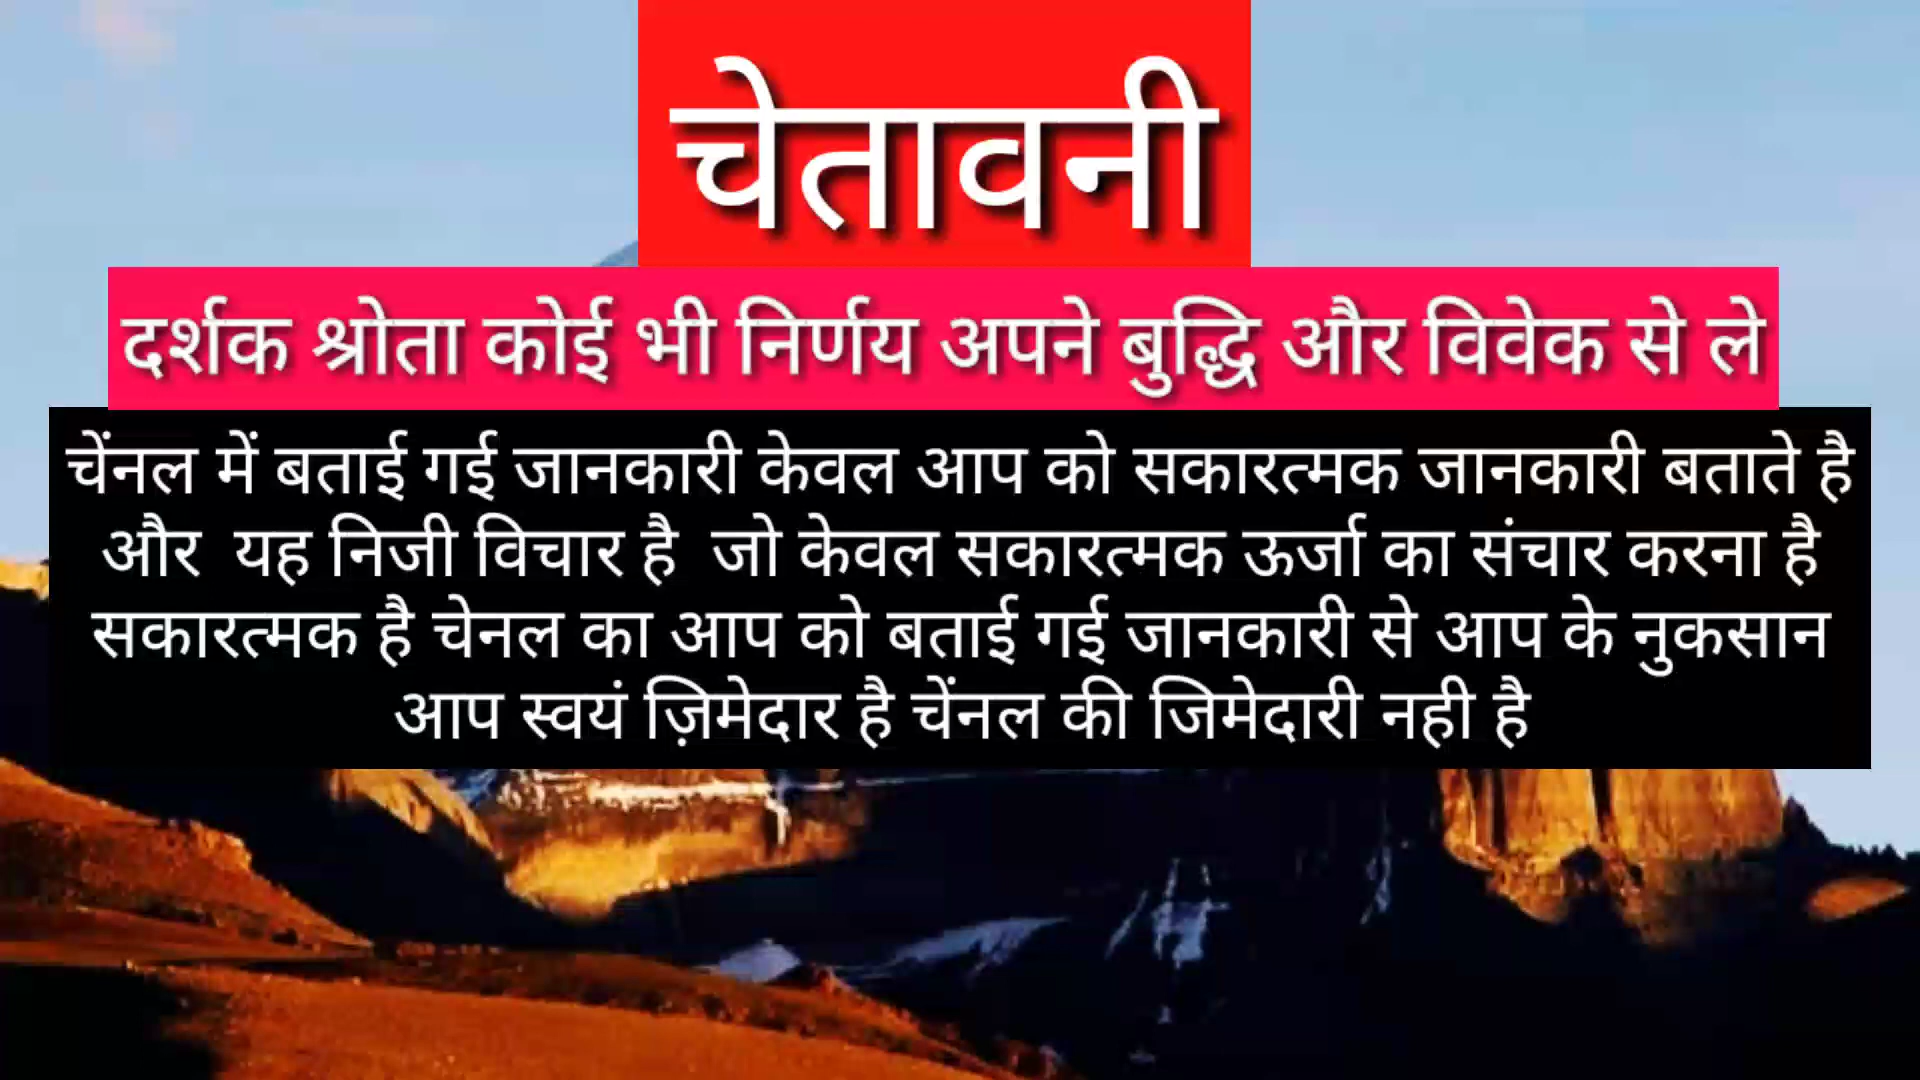 चेतावनी
दर्शक श्रोता कोई भी निर्णय अपने बुद्धि और विवेक से ले
चेंनल में बताई गई जानकारी केवल आप को सकारत्मक जानकारी बताते है
और यह निजी विचार है जो केवल सकारत्मक ऊर्जा का संचार करना है
सकारत्मक है चेनल का आप को बताई गई जानकारी से आप के नुकसान
आप स्वयं ज़िमेदार है चेंनल की जिमेदारी नही है